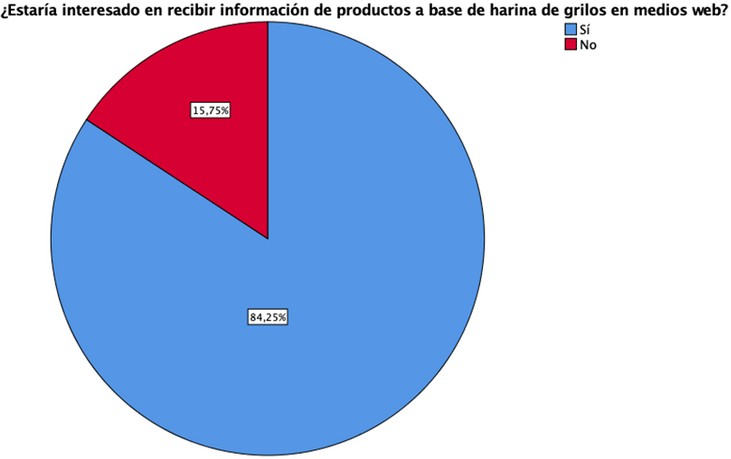 ¿Estaría interesado en recibir información de productos a base de harina de grilos en medios web?
Sí
No
15,75%
84,25%